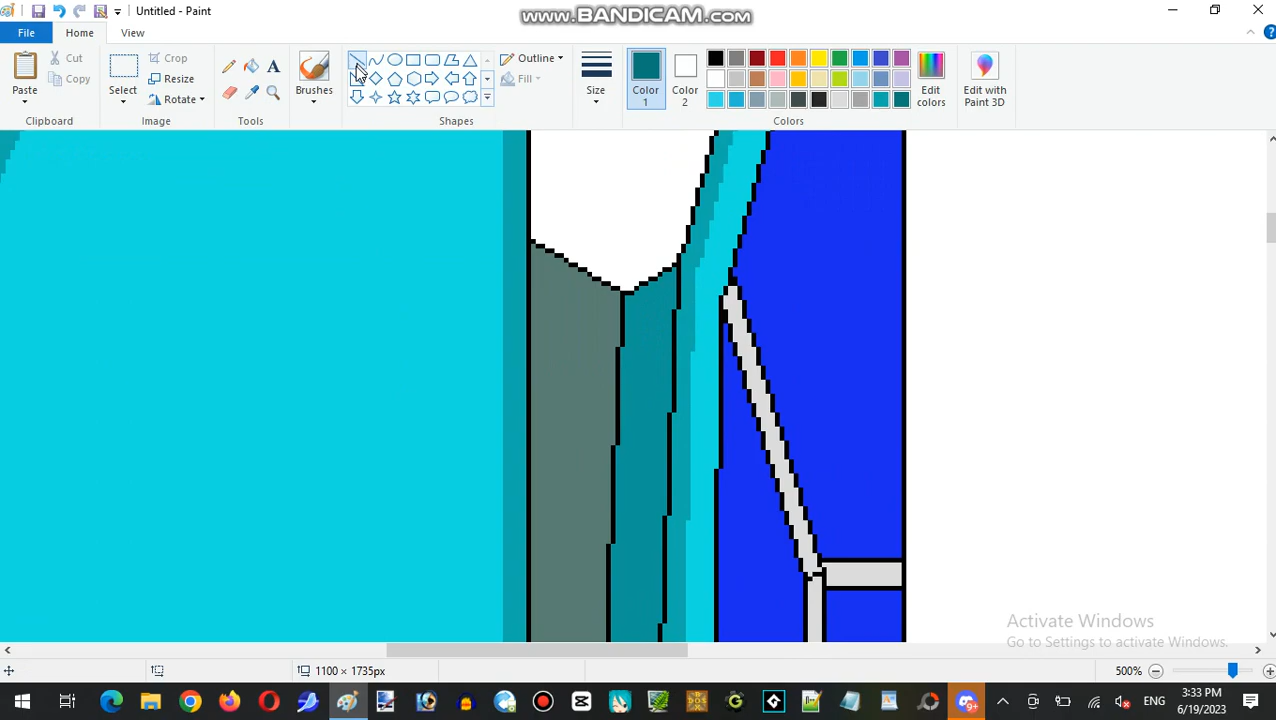 www.BANDICAM.com
Untitled - Paint
File
Home
View
Paste
Cut
Copy
Clipboard
Select
Crop
Resize
Rotate
Image
A
Tools
Brushes
Shapes
Outline
Fill
Size
Color 1
Color 2
Colors
Edit colors
Edit with Paint 3D
Activate Windows
Go to Settings to activate Windows.
1100 × 1735px
500%
9+
ENG
3:33 PM
6/19/2023